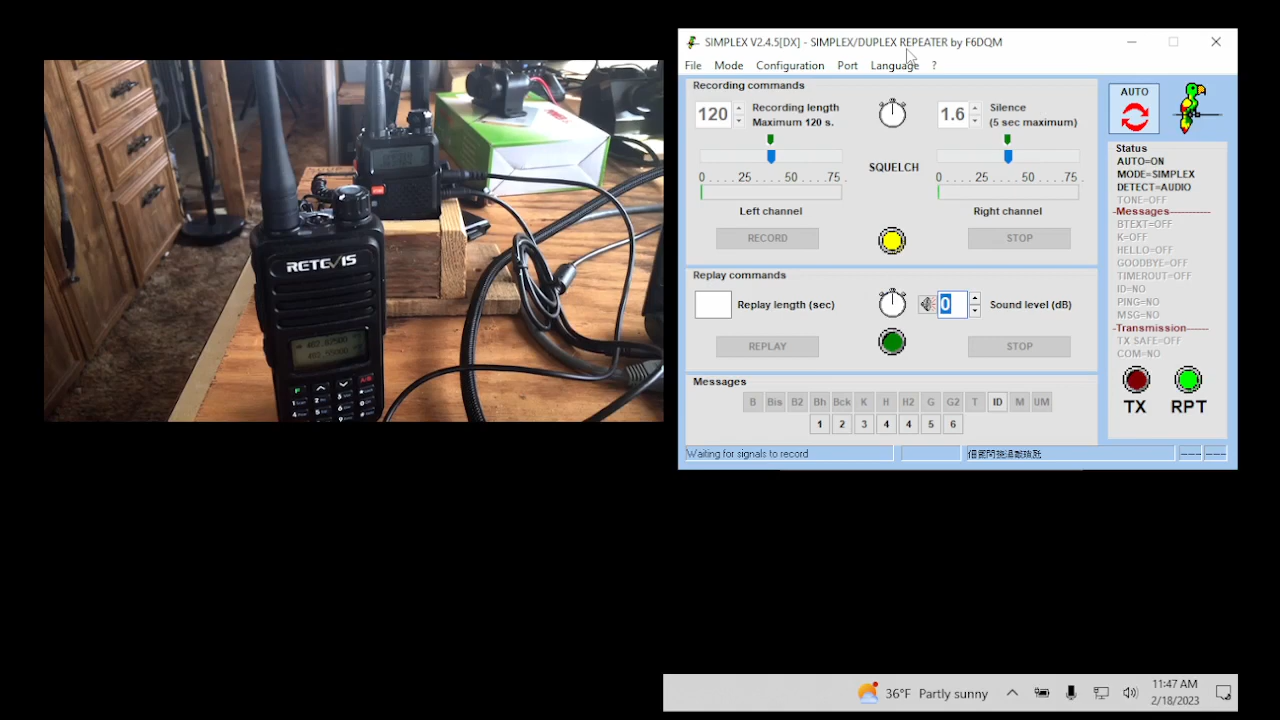 SIMPLEX V2.4.5[DX] - SIMPLEX/DUPLEX REPEATER by F6DQM
File Mode Configuration Port Language ?
Recording commands
120 Recording length
Maximum 120 s.
1.6 Silence
(5 sec maximum)
SQUELCH
0 . . . . 25 . . . . 50 . . . . 75 .
0 . . . . 25 . . . . 50 . . . . 75 .
Left channel
Right channel
RECORD
STOP
Replay commands
Replay length (sec)
0 Sound level (dB)
REPLAY
STOP
Messages
B Bis B2 Bh Bck K H H2 G G2 T ID M UM
1 2 3 4 4 5 6
Waiting for signals to record
--- ---
AUTO
Status
AUTO=ON
MODE=SIMPLEX
DETECT=AUDIO
TONE=OFF
-Messages-----------
BTEXT=OFF
K=OFF
HELLO=OFF
GOODBYE=OFF
TIMEROUT=OFF
ID=NO
PING=NO
MSG=NO
-Transmission------
TX SAFE=OFF
COM=NO
TX RPT
RETEVIS
36°F Partly sunny
11:47 AM
2/18/2023